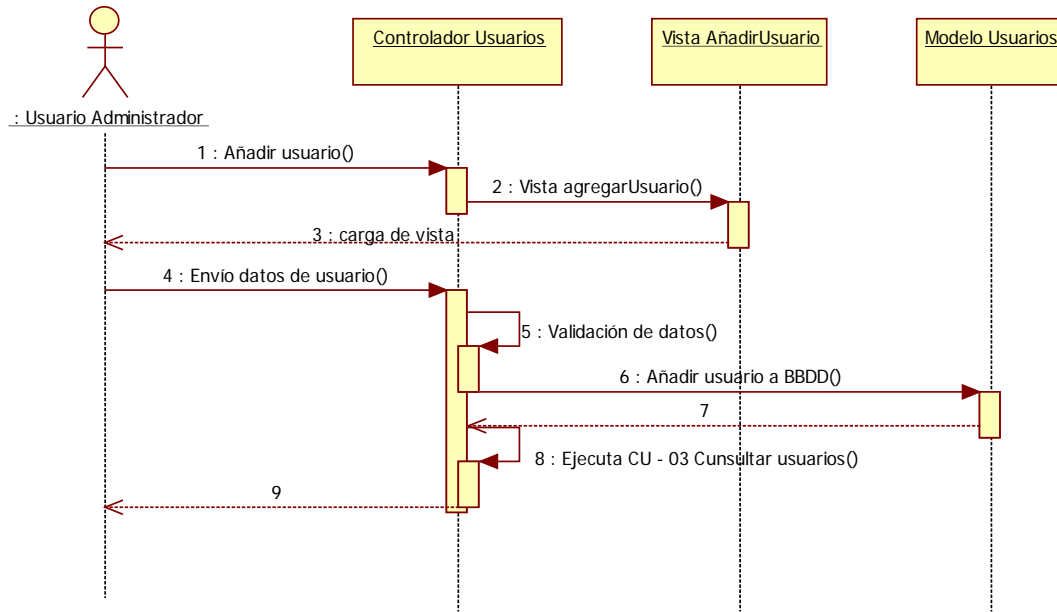 Controlador Usuarios
Vista AñadirUsuario
Modelo Usuarios
: Usuario Administrador
1 : Añadir usuario()
2 : Vista agregarUsuario()
3 : carga de vista
4 : Envío datos de usuario()
5 : Validación de datos()
6 : Añadir usuario a BBDD()
7
8 : Ejecuta CU - 03 Cunsultar usuarios()
9